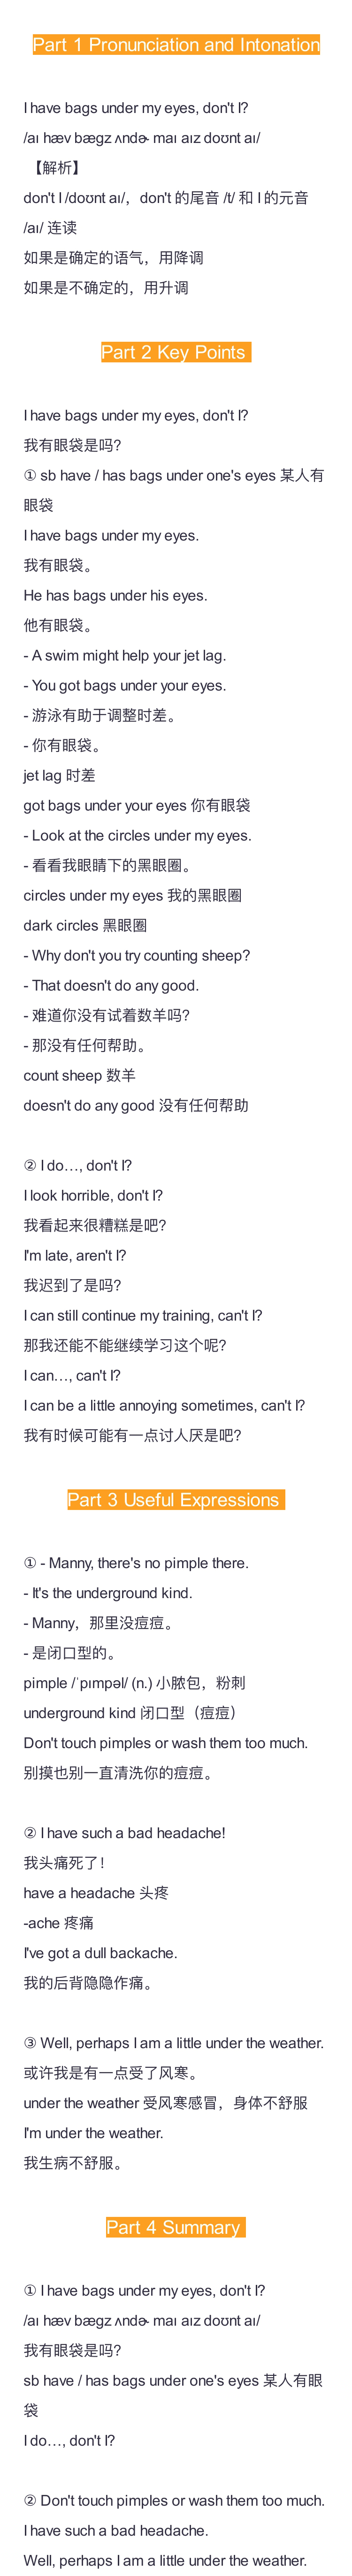 Part 1 Pronunciation and Intonation
I have bags under my eyes, don't I?
/aɪ hæv bægz ʌndɚ maɪ aɪz doʊnt aɪ/
【解析】
don't I /doʊnt aɪ/，don't 的尾音 /t/ 和 I 的元音
/aɪ/ 连读
如果是确定的语气，用降调
如果是不确定的，用升调
Part 2 Key Points
I have bags under my eyes, don't I?
我有眼袋是吗?
① sb have / has bags under one's eyes 某人有
眼袋
I have bags under my eyes.
我有眼袋。
He has bags under his eyes.
他有眼袋。
- A swim might help your jet lag.
- You got bags under your eyes.
- 游泳有助于调整时差。
- 你有眼袋。
jet lag 时差
got bags under your eyes 你有眼袋
- Look at the circles under my eyes.
- 看看我眼睛下的黑眼圈。
circles under my eyes 我的黑眼圈
dark circles 黑眼圈
- Why don't you try counting sheep?
- That doesn't do any good.
- 难道你没有试着数羊吗?
- 那没有任何帮助。
count sheep 数羊
doesn't do any good 没有任何帮助
② I do…, don't I?
I look horrible, don't I?
我看起来很糟糕是吧?
I'm late, aren't I?
我迟到了是吗?
I can still continue my training, can't I?
那我还能不能继续学习这个呢?
I can…, can't I?
I can be a little annoying sometimes, can't I?
我有时候可能有一点讨人厌是吧?
Part 3 Useful Expressions
① - Manny, there's no pimple there.
- It's the underground kind.
- Manny，那里没痘痘。
- 是闭口型的。
pimple /ˈpɪmpəl/ (n.) 小脓包，粉刺
underground kind 闭口型（痘痘）
Don't touch pimples or wash them too much.
别摸也别一直清洗你的痘痘。
② I have such a bad headache!
我头痛死了!
have a headache 头疼
-ache 疼痛
I've got a dull backache.
我的后背隐隐作痛。
③ Well, perhaps I am a little under the weather.
或许我是有一点受了风寒。
under the weather 受风寒感冒，身体不舒服
I'm under the weather.
我生病不舒服。
Part 4 Summary
① I have bags under my eyes, don't I?
/aɪ hæv bægz ʌndɚ maɪ aɪz doʊnt aɪ/
我有眼袋是吗?
sb have / has bags under one's eyes 某人有眼
袋
I do…, don't I?
② Don't touch pimples or wash them too much.
I have such a bad headache.
Well, perhaps I am a little under the weather.